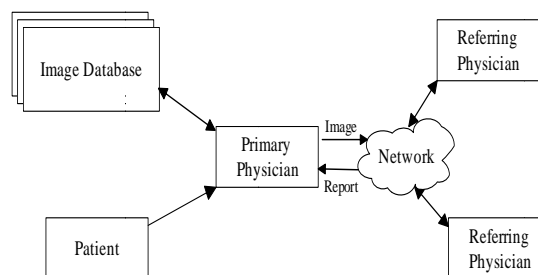 Image Database
Referring
Physician
Primary
Physician
Image
Report
Network
Patient
Referring
Physician